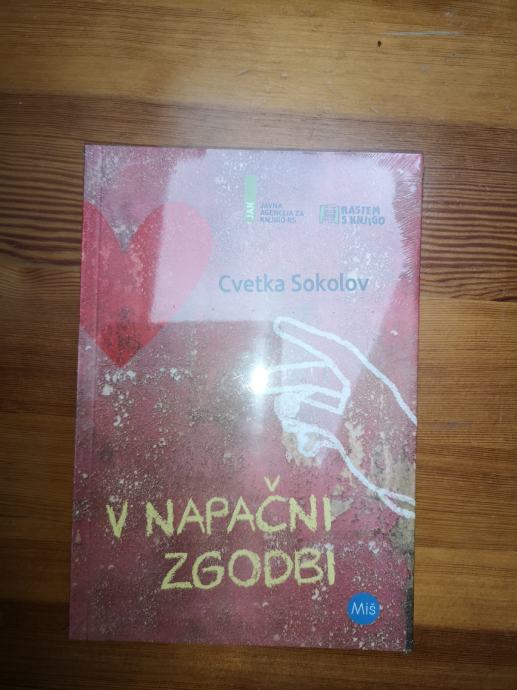 JAK
JAVNA
AGENCIJA ZA
KNJIGO RS
RASTEM
S KNJIGO
Cvetka Sokolov
V NAPAČNI
ZGODBI
Miš